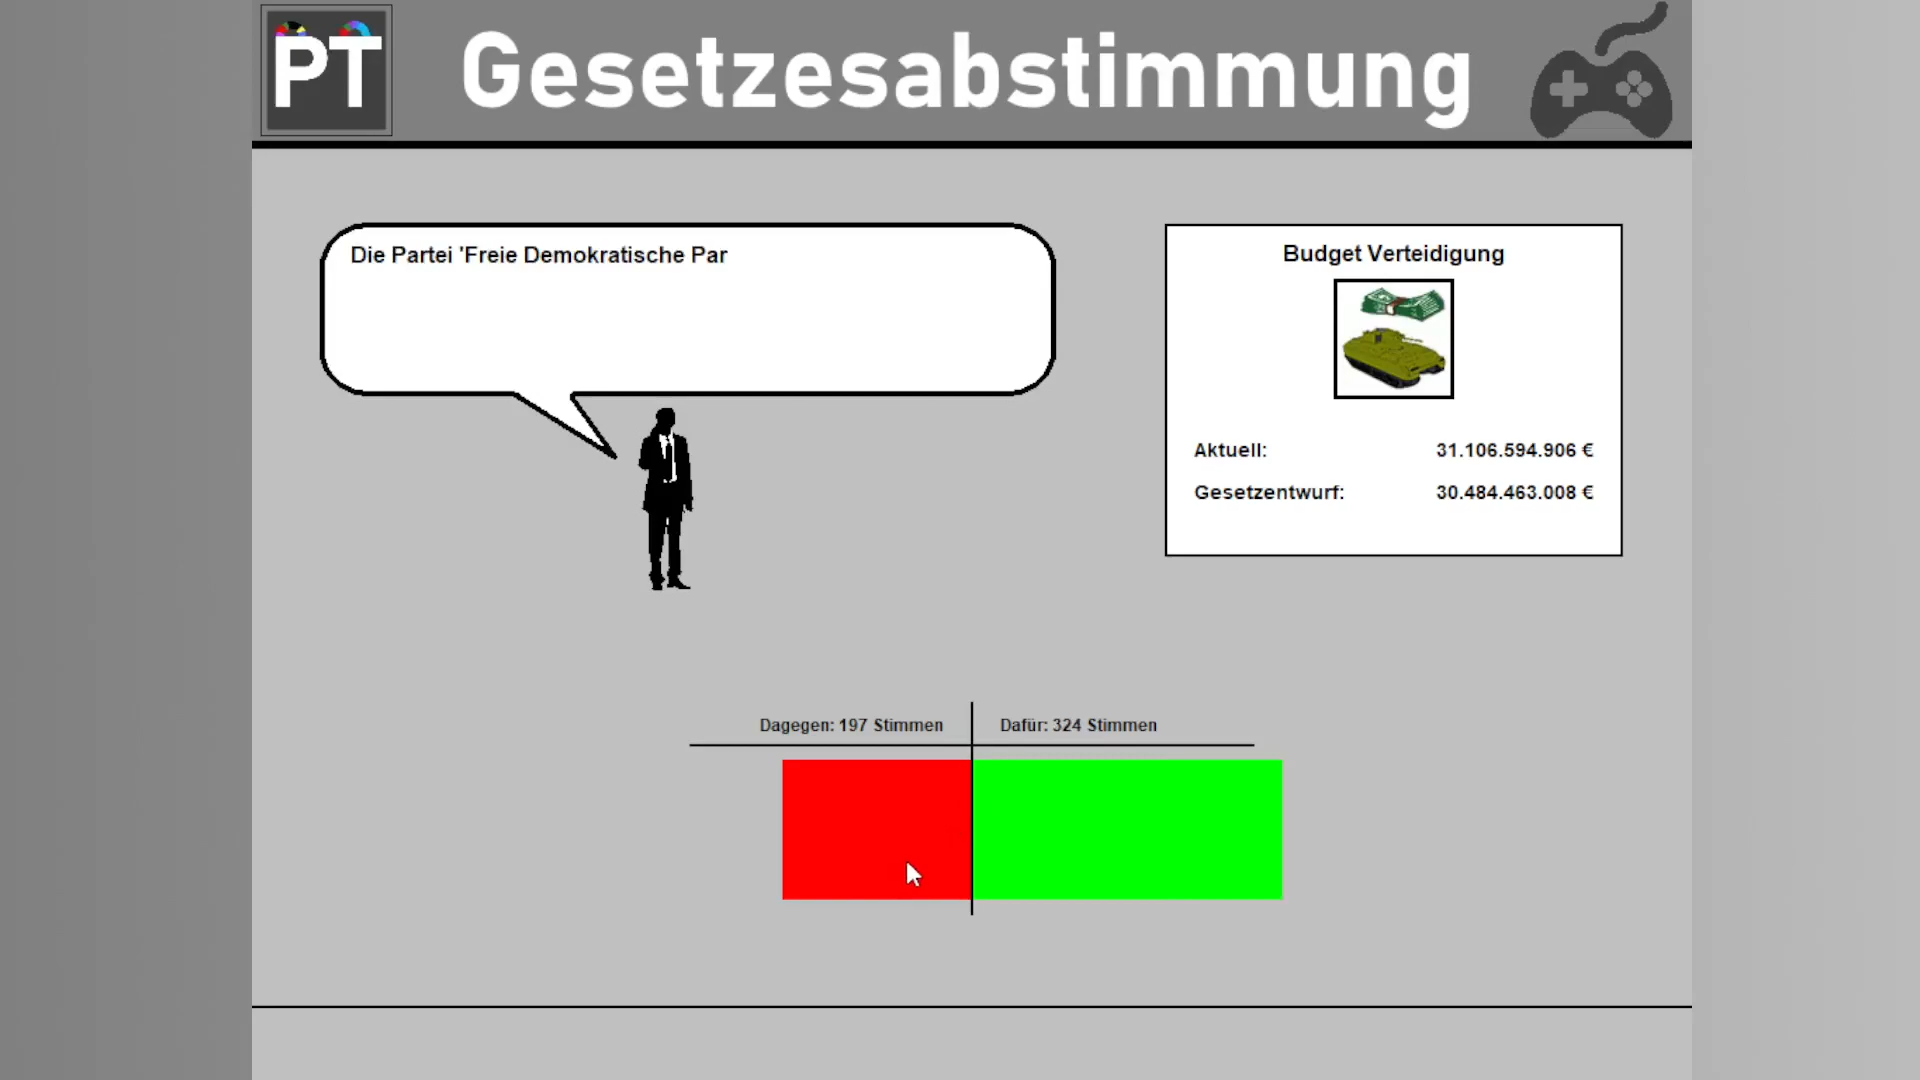 PT Gesetzesabstimmung
Die Partei 'Freie Demokratische Par
Budget Verteidigung
Aktuell: 31.106.594.906 €
Gesetzentwurf: 30.484.463.008 €
Dagegen: 197 Stimmen
Dafür: 324 Stimmen